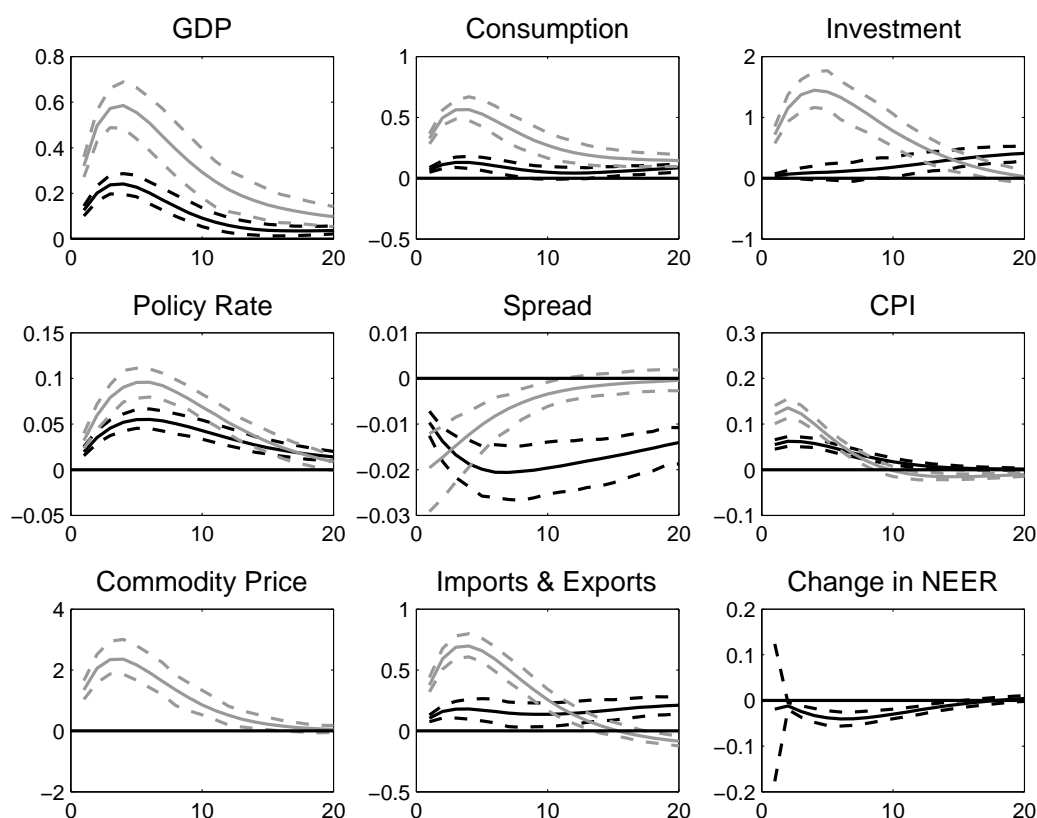 GDP
0.8
0.6
0.4
0.2
0
0 10 20
Consumption
1
0.5
0
−0.5
0 10 20
Investment
2
1
0
−1
0 10 20
Policy Rate
0.15
0.1
0.05
0
−0.05
0 10 20
Spread
0.01
0
−0.01
−0.02
−0.03
0 10 20
CPI
0.3
0.2
0.1
0
−0.1
0 10 20
Commodity Price
4
2
0
−2
0 10 20
Imports & Exports
1
0.5
0
−0.5
0 10 20
Change in NEER
0.2
0.1
0
−0.1
−0.2
0 10 20